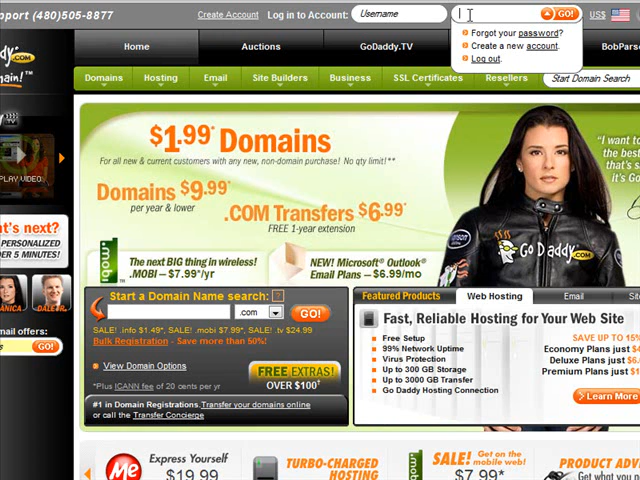 pport (480)505-8877
Create Account
Log in to Account:
Username
GO!
US$
Forgot your password?
Create a new account.
Log out.
Home
Auctions
GoDaddy.TV
BobPars
Domains
Hosting
Email
Site Builders
Business
SSL Certificates
Resellers
Start Domain Search
main! ™
PLAY VIDEO
$1.99* Domains
For all new & current customers with any new, non-domain purchase! No qty limit!**
Domains $9.99*
per year & lower
.COM Transfers $6.99*
FREE 1-year extension
"I want to
the best
that's
it's Go
Go Daddy.com
.mobi
The next BIG thing in wireless!
.MOBI – $7.99*/yr
NEW! Microsoft® Outlook®
Email Plans – $6.99/mo
at's next?
PERSONALIZED
ER 5 MINUTES!
ANICA
DALE JR.
mail offers:
s
GO!
Start a Domain Name search: ?
.com
GO!
SALE! .info $1.49*, SALE! .mobi $7.99*, SALE! .tv $24.99
Bulk Registration - Save more than 50%!
View Domain Options
*Plus ICANN fee of 20 cents per yr
FREE EXTRAS!
OVER $100†
#1 in Domain Registrations. Transfer your domains online
or call the Transfer Concierge
Featured Products
Web Hosting
Email
Site
Fast, Reliable Hosting for Your Web Site
Free Setup
99% Network Uptime
Virus Protection
Up to 300 GB Storage
Up to 3000 GB Transfer
Go Daddy Hosting Connection
SAVE UP TO 15%
Economy Plans just $4
Deluxe Plans just $6.
Premium Plans just $1
Learn More
Me
Express Yourself
$19.99
TURBO-CHARGED
HOSTING
.mobi
SALE! Get on the
mobile web!
$7.99*
PRODUCT ADV
Get what you n